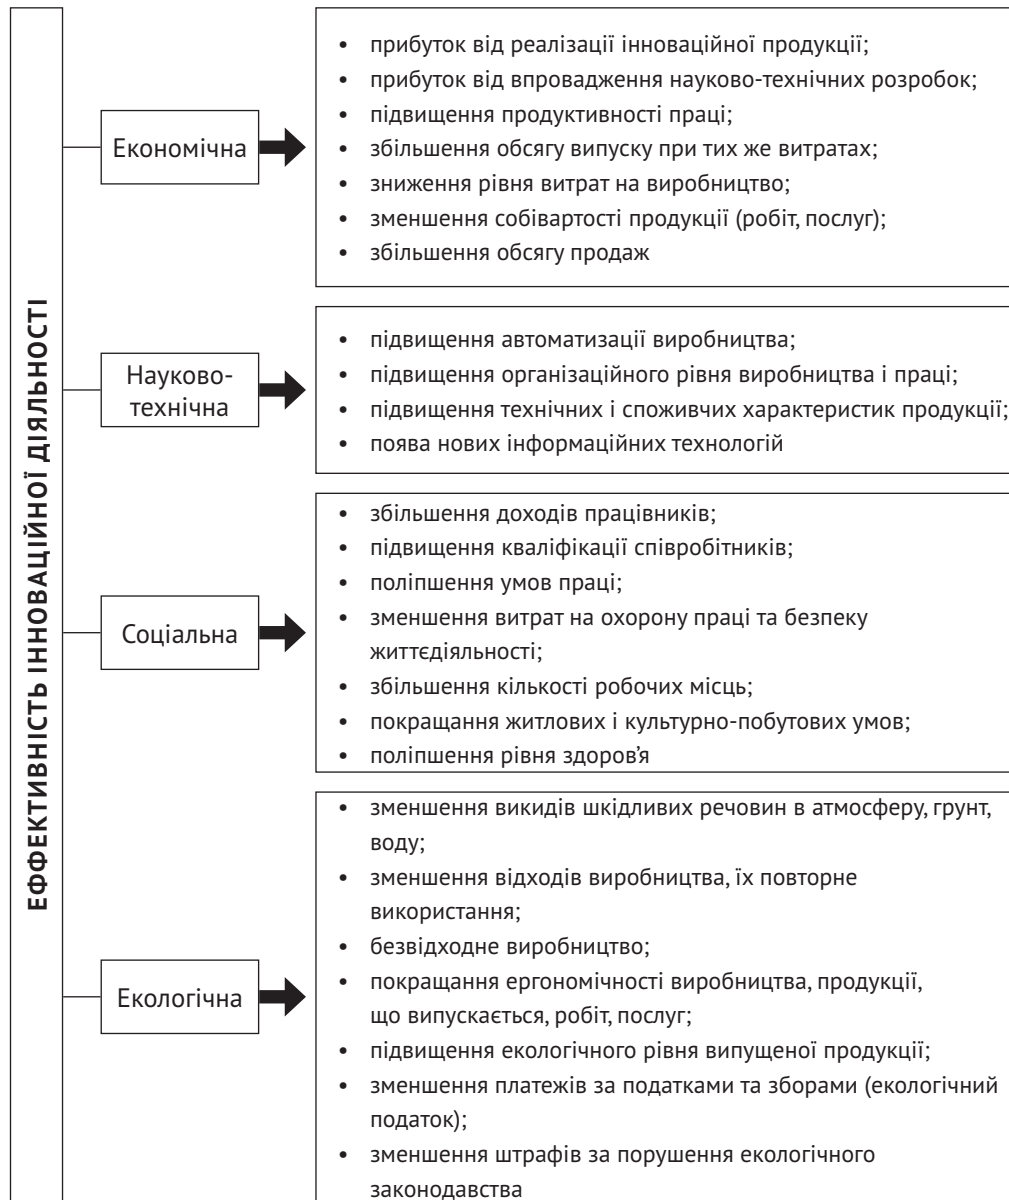 ЕФФЕКТИВНІСТЬ ІННОВАЦІЙНОЇ ДІЯЛЬНОСТІ
Економічна
• прибуток від реалізації інноваційної продукції;
• прибуток від впровадження науково-технічних розробок;
• підвищення продуктивності праці;
• збільшення обсягу випуску при тих же витратах;
• зниження рівня витрат на виробництво;
• зменшення собівартості продукції (робіт, послуг);
• збільшення обсягу продаж
Науково-
технічна
• підвищення автоматизації виробництва;
• підвищення організаційного рівня виробництва і праці;
• підвищення технічних і споживчих характеристик продукції;
• поява нових інформаційних технологій
Соціальна
• збільшення доходів працівників;
• підвищення кваліфікації співробітників;
• поліпшення умов праці;
• зменшення витрат на охорону праці та безпеку
життєдіяльності;
• збільшення кількості робочих місць;
• покращання житлових і культурно-побутових умов;
• поліпшення рівня здоров’я
Екологічна
• зменшення викидів шкідливих речовин в атмосферу, грунт,
воду;
• зменшення відходів виробництва, їх повторне
використання;
• безвідходне виробництво;
• покращання ергономічності виробництва, продукції,
що випускається, робіт, послуг;
• підвищення екологічного рівня випущеної продукції;
• зменшення платежів за податками та зборами (екологічний
податок);
• зменшення штрафів за порушення екологічного
законодавства